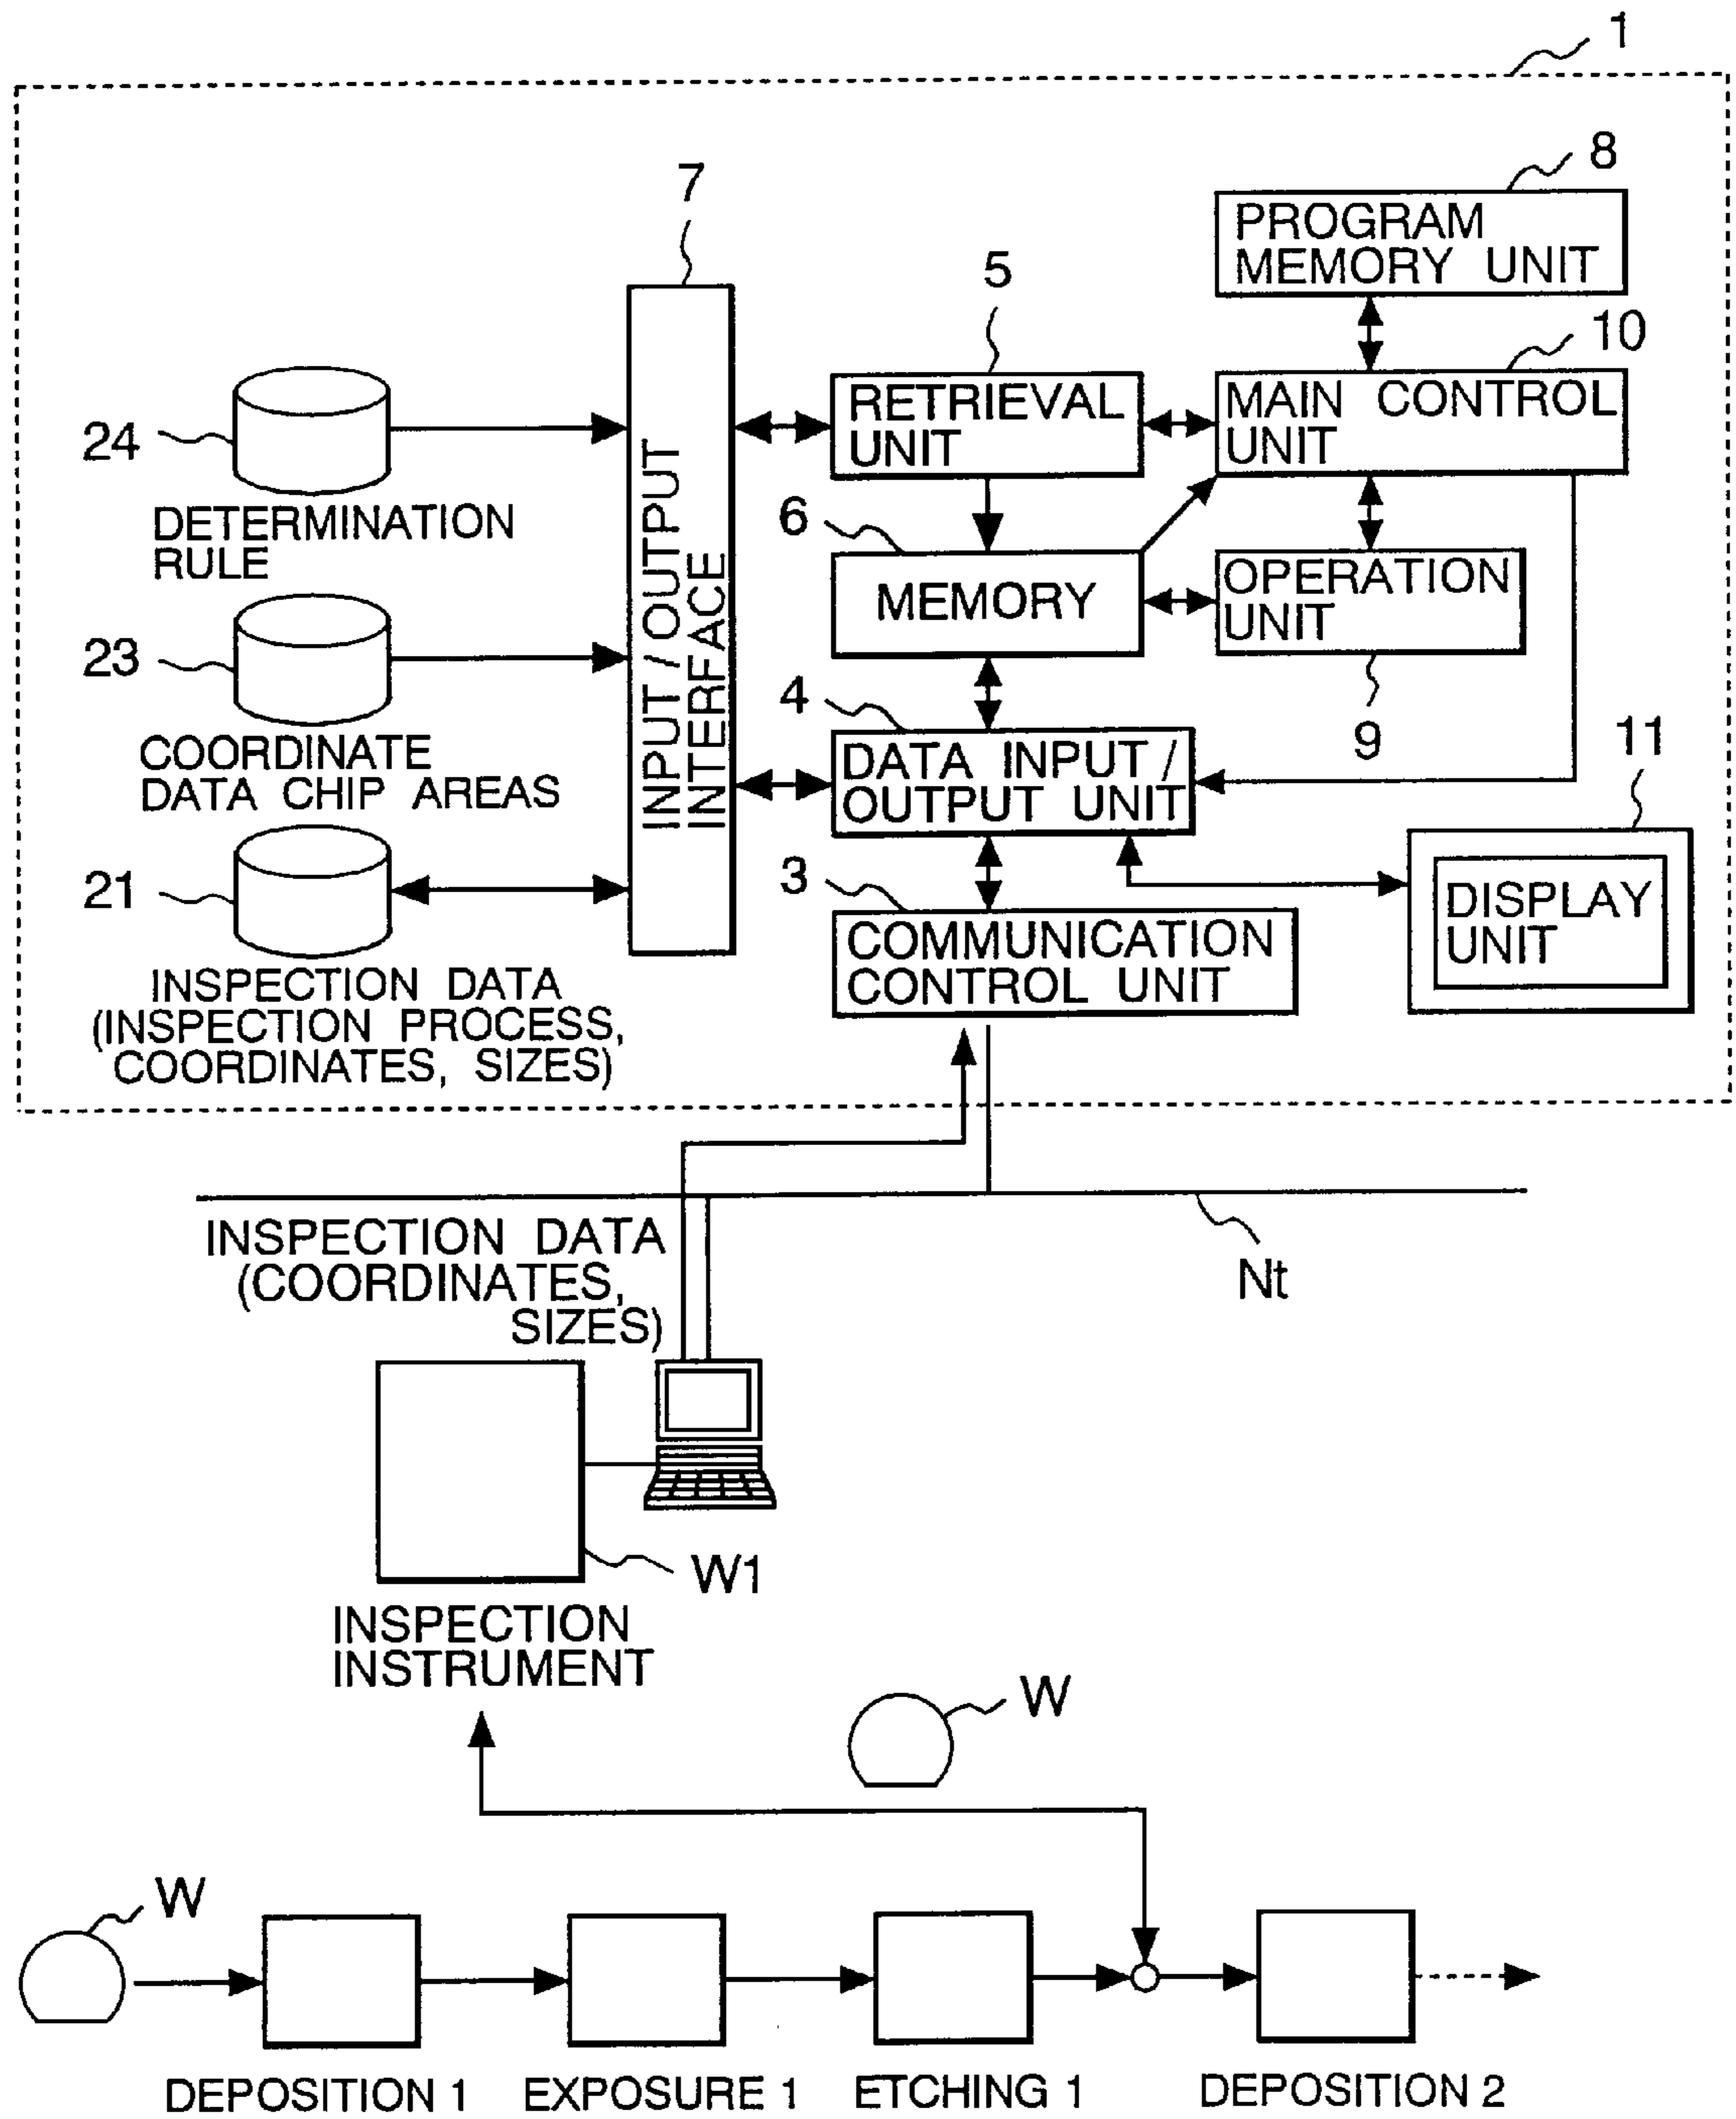 1
8
PROGRAM
MEMORY UNIT
7
5
10
RETRIEVAL
UNIT
MAIN CONTROL
UNIT
24
DETERMINATION
RULE
INPUT / OUTPUT
INTERFACE
6
MEMORY
OPERATION
UNIT
9
23
COORDINATE
DATA CHIP AREAS
4
DATA INPUT /
OUTPUT UNIT
11
DISPLAY
UNIT
21
INSPECTION DATA
(INSPECTION PROCESS,
COORDINATES, SIZES)
3
COMMUNICATION
CONTROL UNIT
INSPECTION DATA
(COORDINATES,
SIZES)
Nt
W1
INSPECTION
INSTRUMENT
W
W
DEPOSITION 1
EXPOSURE 1
ETCHING 1
DEPOSITION 2